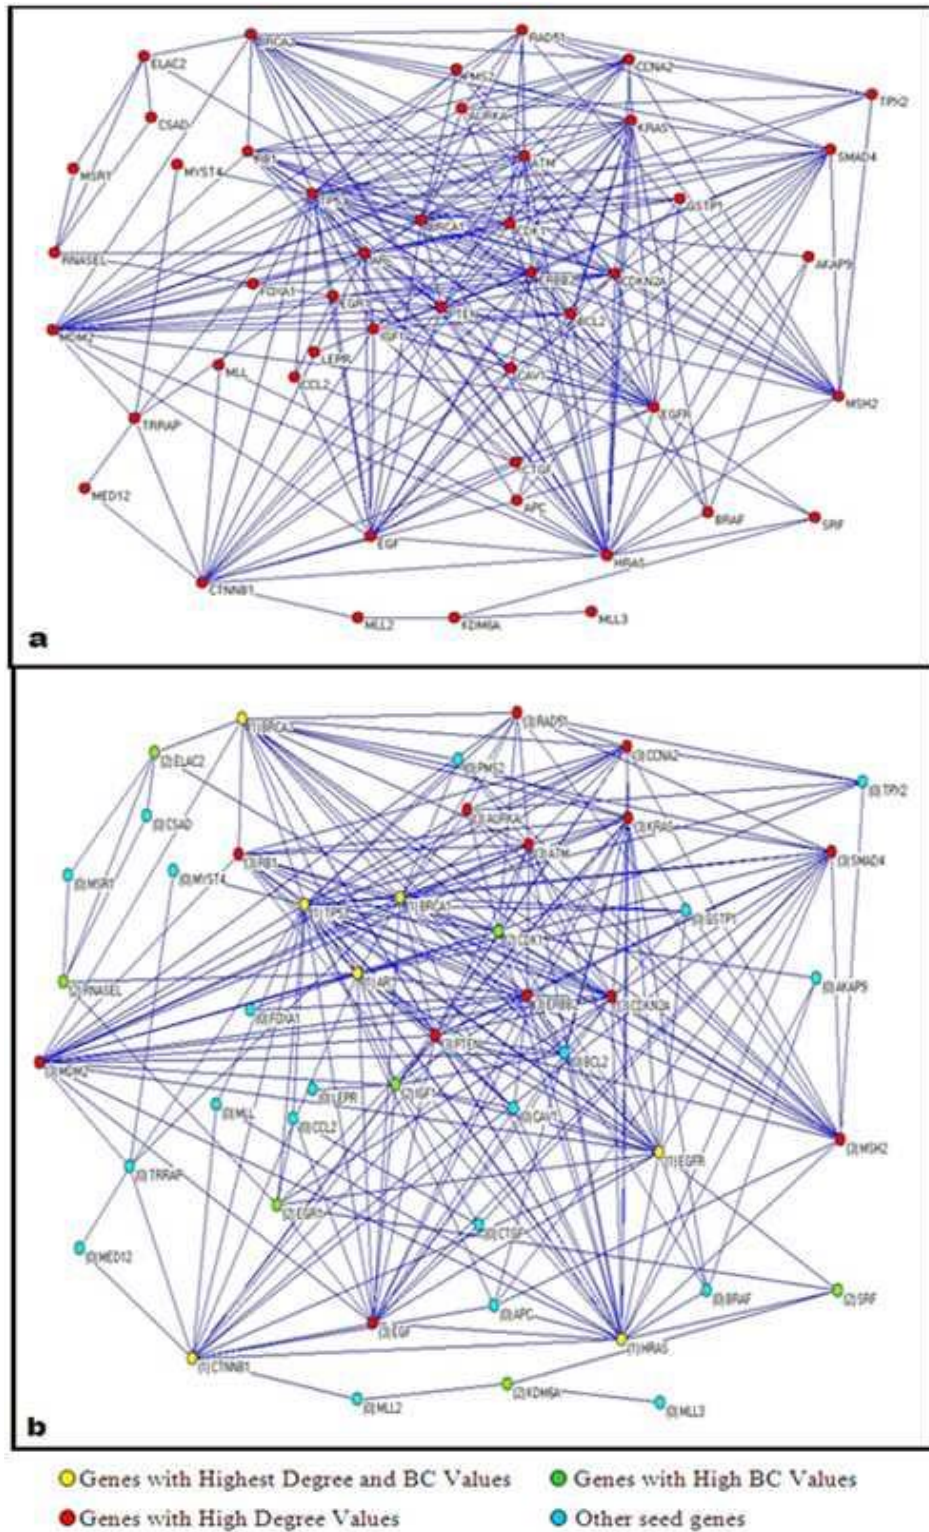 BRCA2
RAD51
ELAC2
CCNA2
PMS2
TPX2
AURKA
CSAD
KRAS
RB1
ATM
SMAD4
MSR1
MYST4
TP53
GSTP1
BRCA1
CDK1
RNASEL
AR
AKAP9
FOXA1
EGR1
ERBB2
CDKN2A
PTEN
BCL2
MDM2
IGF1
LEPR
MLL
CCL2
CAV1
MSH2
EGFR
TRRAP
CTGF
MED12
APC
BRAF
SRF
EGF
HRAS
CTNNB1
MLL2
KDM6A
MLL3
a
(1) BRCA2
(3) RAD51
(2) ELAC2
(3) CCNA2
(0) PMS2
(0) TPX2
(0) CSAD
(3) AURKA
(3) KRAS
(3) RB1
(3) ATM
(3) SMAD4
(0) MSR1
(0) MYST4
(1) TP53
(1) BRCA1
(0) GSTP1
(2) CDK1
(2) RNASEL
(1) AR
(0) AKAP9
(0) FOXA1
(3) ERBB2
(3) CDKN2A
(3) PTEN
(0) BCL2
(3) MDM2
(2) IGF1
(0) LEPR
(0) MLL
(0) CCL2
(0) CAV1
(3) MSH2
(1) EGFR
(0) TRRAP
(2) EGR1
(0) CTGF
(0) MED12
(0) APC
(0) BRAF
(2) SRF
(3) EGF
(1) HRAS
(1) CTNNB1
(0) MLL2
(2) KDM6A
(0) MLL3
b
Genes with Highest Degree and BC Values
Genes with High BC Values
Genes with High Degree Values
Other seed genes